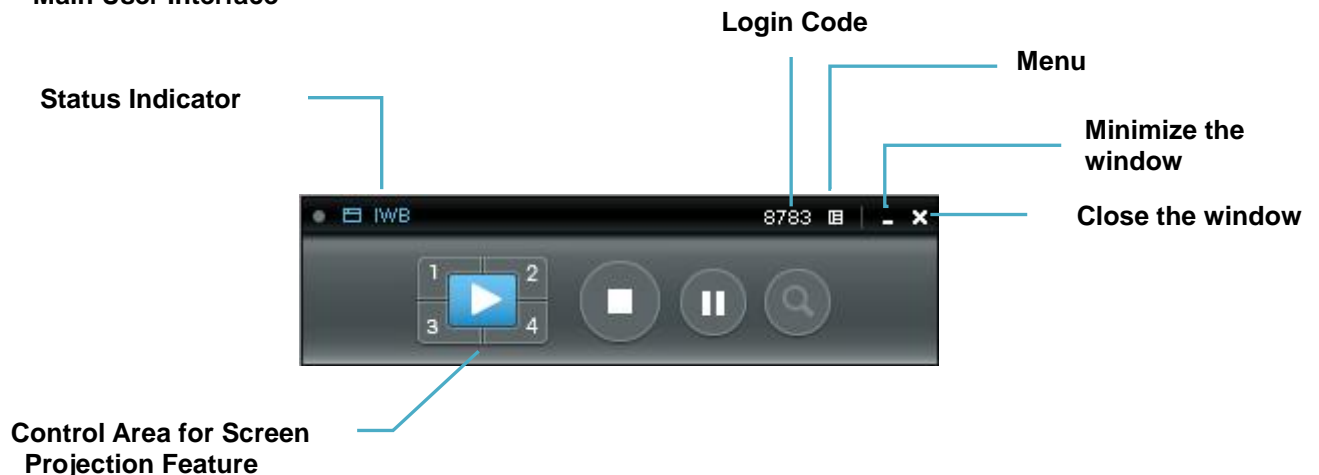 Main User Interface
Login Code
Menu
Status Indicator
Minimize the
window
IWB 8783
Close the window
1 2
3 4
Control Area for Screen
Projection Feature